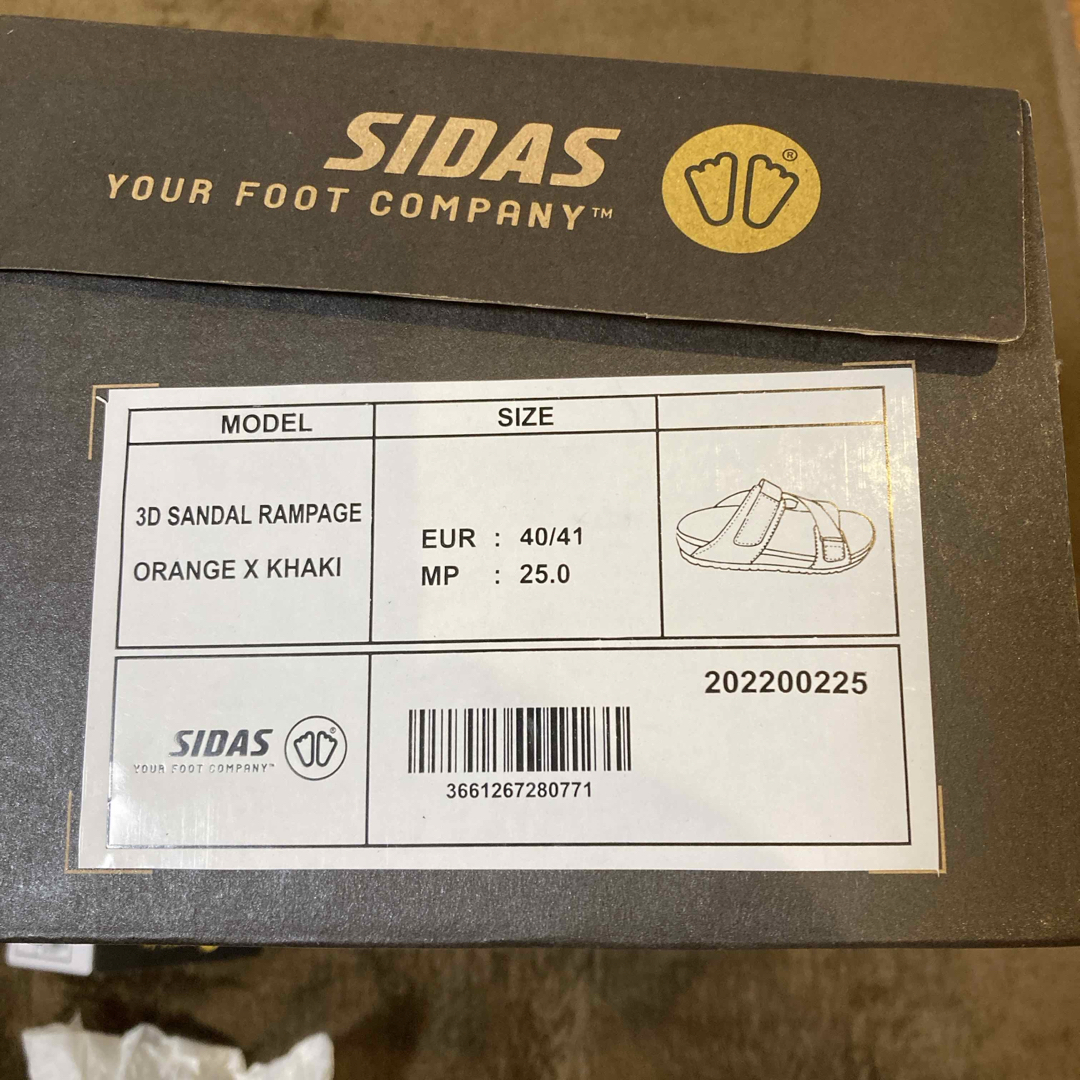 SIDAS
YOUR FOOT COMPANY™
®
MODEL
SIZE
3D SANDAL RAMPAGE
ORANGE X KHAKI
EUR : 40/41
MP : 25.0
202200225
SIDAS
YOUR FOOT COMPANY™
®
3661267280771